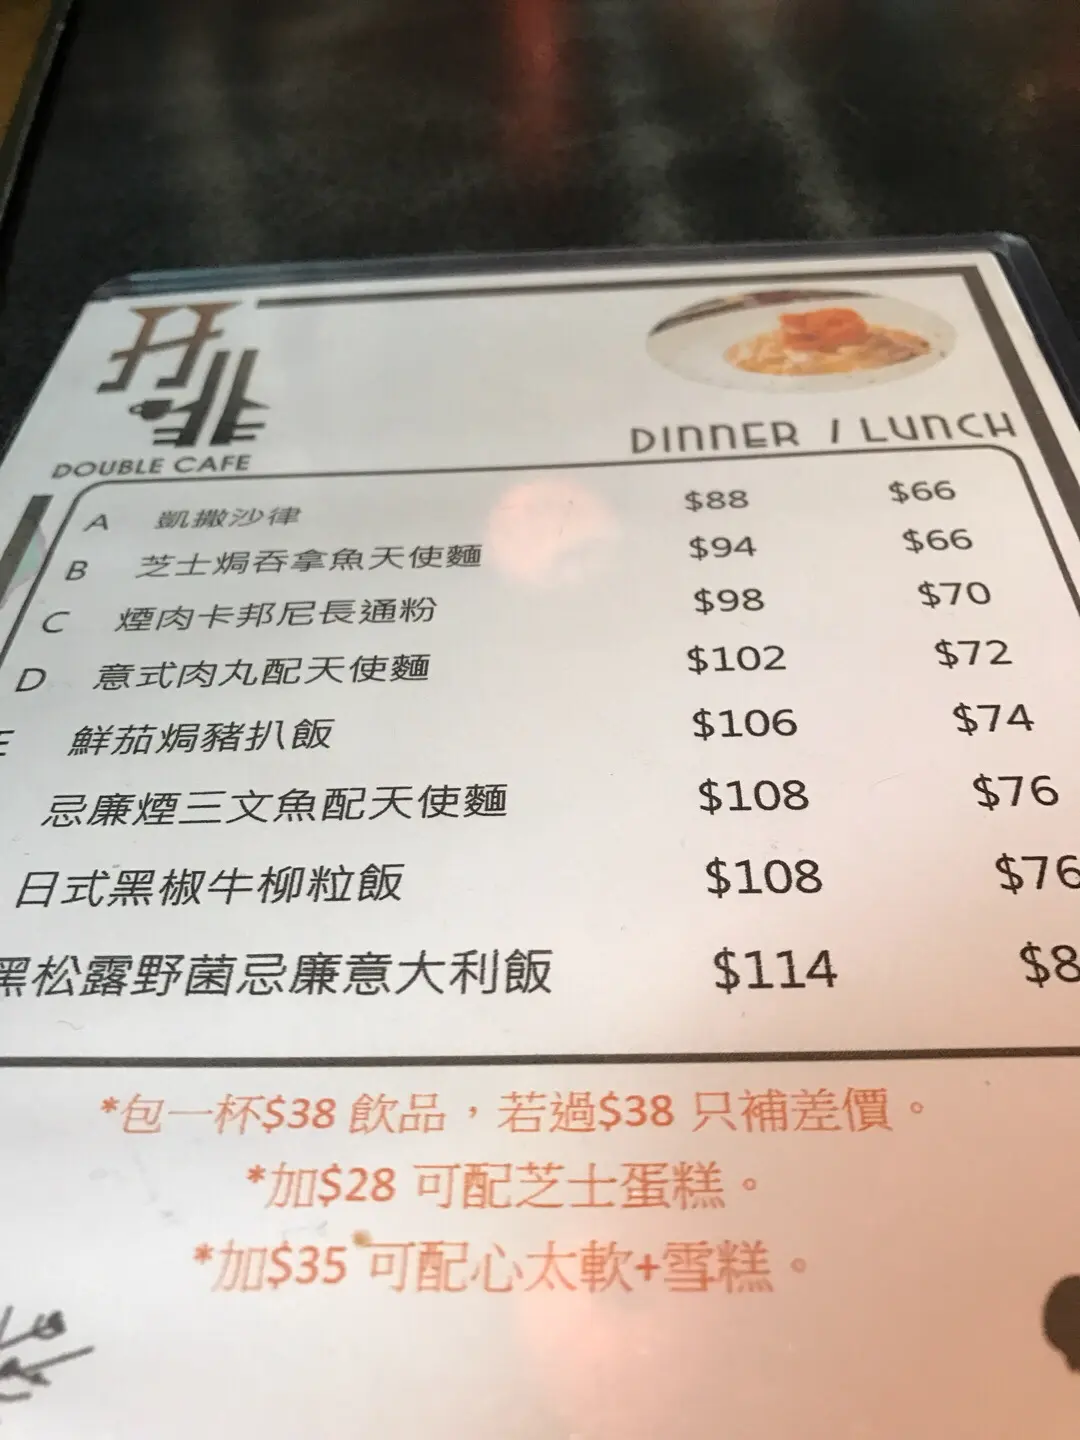 DOUBLE CAFE
DINNER / LUNCH
A 凱撒沙律 $88 $66
B 芝士焗吞拿魚天使麵 $94 $66
C 煙肉卡邦尼長通粉 $98 $70
D 意式肉丸配天使麵 $102 $72
E 鮮茄焗豬扒飯 $106 $74
忌廉煙三文魚配天使麵 $108 $76
日式黑椒牛柳粒飯 $108 $76
黑松露野菌忌廉意大利飯 $114 $8
*包一杯$38 飲品，若過$38 只補差價。
*加$28 可配芝士蛋糕。
*加$35 可配心太軟+雪糕。